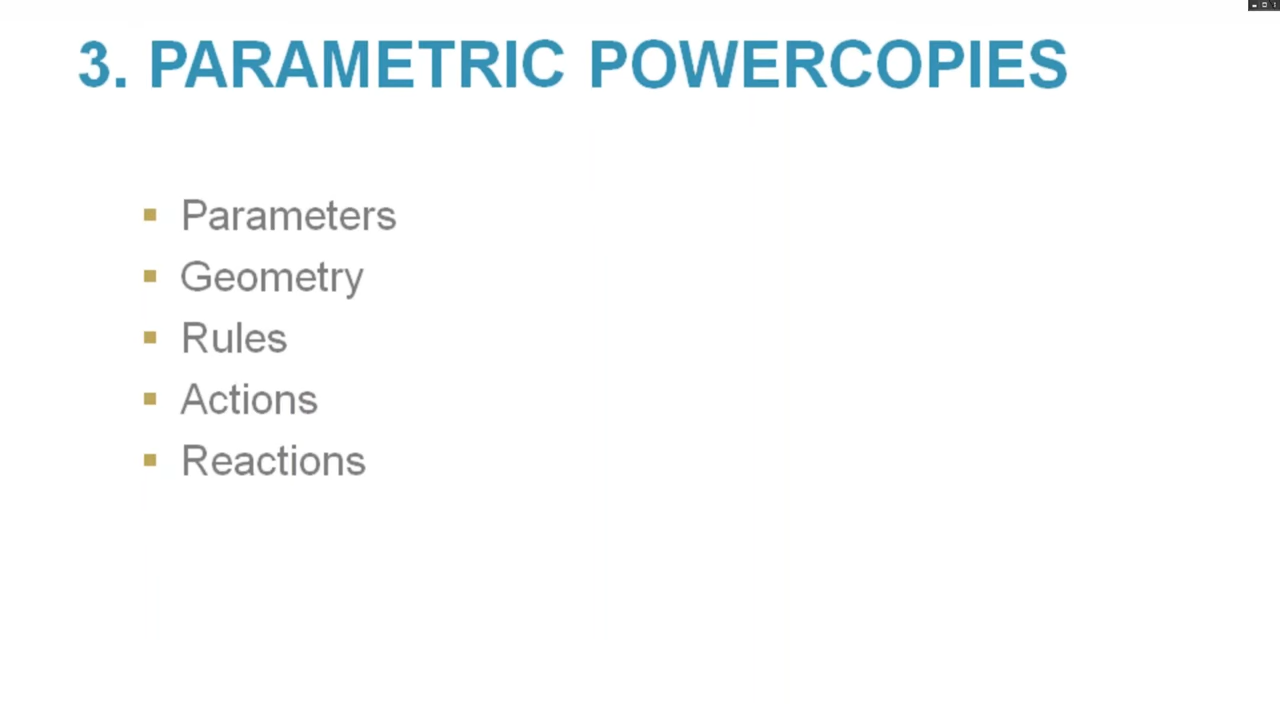 3. PARAMETRIC POWERCOPIES
Parameters
Geometry
Rules
Actions
Reactions